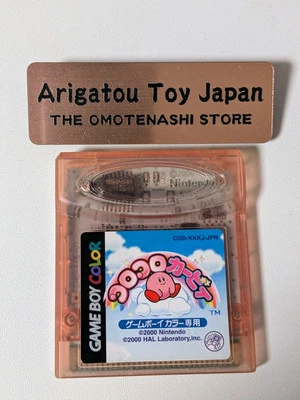 Arigatou Toy Japan
THE OMOTENASHI STORE
Nintendo
CGB-KKKJ-JPN
GAME BOY COLOR
コロコロカービィ
TM
ゲームボーイ カラー専用
©2000 Nintendo
©2000 HAL Laboratory,Inc.